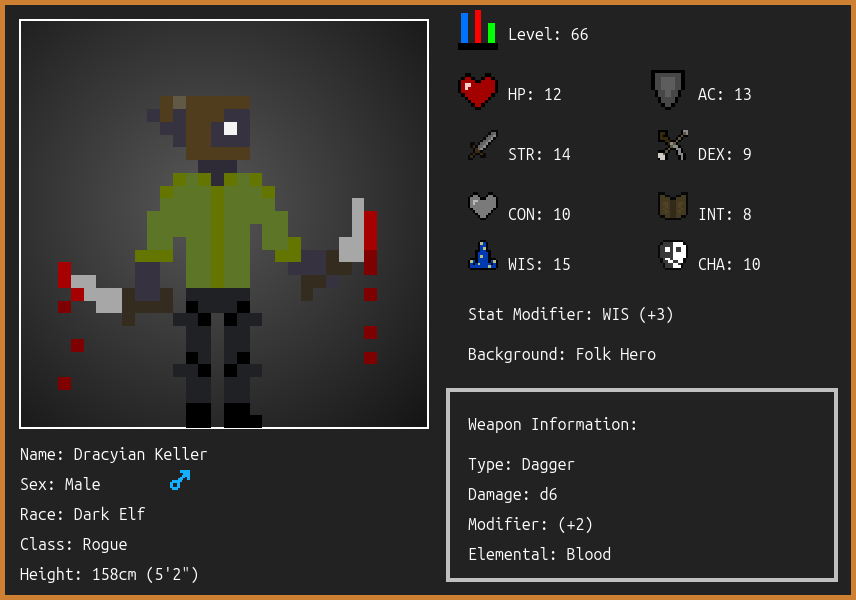 Level: 66
HP: 12
AC: 13
STR: 14
DEX: 9
CON: 10
INT: 8
WIS: 15
CHA: 10
Stat Modifier: WIS (+3)
Background: Folk Hero
Weapon Information:
Type: Dagger
Damage: d6
Modifier: (+2)
Elemental: Blood
Name: Dracyian Keller
Sex: Male
Race: Dark Elf
Class: Rogue
Height: 158cm (5'2")